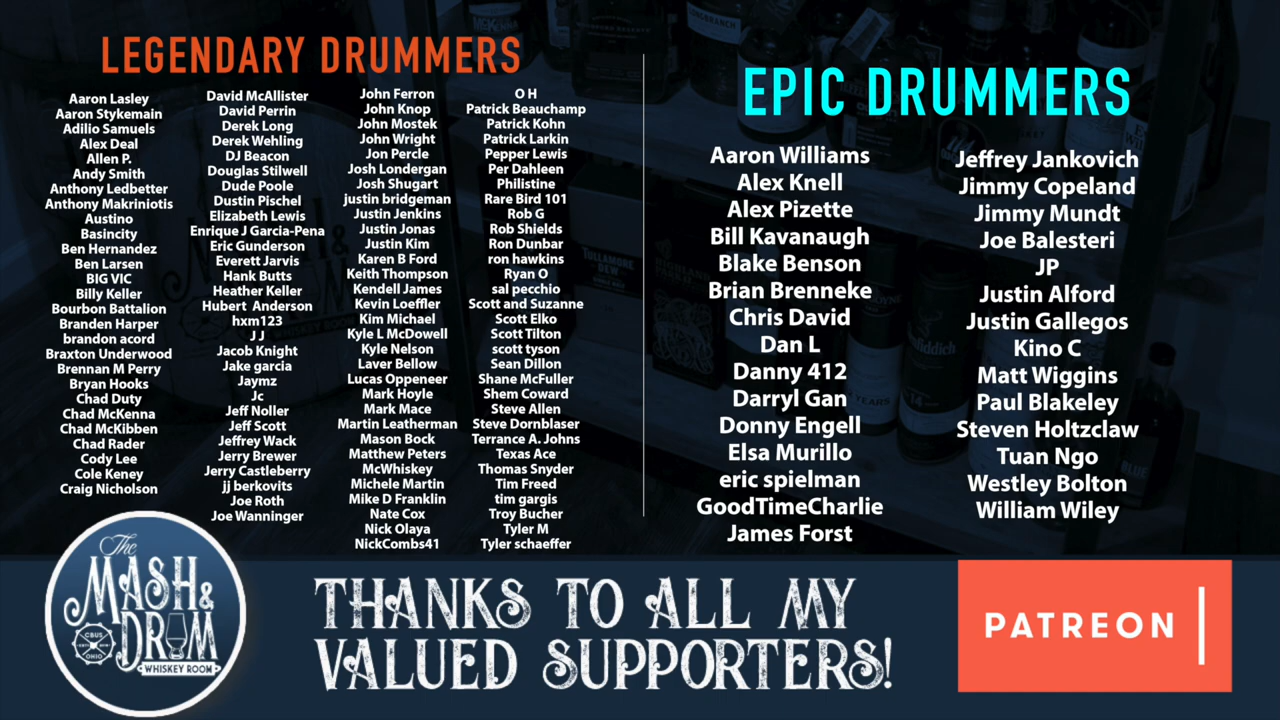 LEGENDARY DRUMMERS
Aaron Lasley
Aaron Stykemain
Adilio Samuels
Alex Deal
Allen P.
Andy Smith
Anthony Ledbetter
Anthony Makriniotis
Austino
Basincity
Ben Hernandez
Ben Larsen
BIG VIC
Billy Keller
Bourbon Battalion
Branden Harper
brandon acord
Braxton Underwood
Brennan M Perry
Bryan Hooks
Chad Duty
Chad McKenna
Chad McKibben
Chad Rader
Cody Lee
Cole Keney
Craig Nicholson
David McAllister
David Perrin
Derek Long
Derek Wehling
DJ Beacon
Douglas Stilwell
Dude Poole
Dustin Pischel
Elizabeth Lewis
Enrique J Garcia-Pena
Eric Gunderson
Everett Jarvis
Hank Butts
Heather Keller
Hubert Anderson
hxm123
J J
Jacob Knight
Jake garcia
Jaymz
Jc
Jeff Noller
Jeff Scott
Jeffrey Wack
Jerry Brewer
Jerry Castleberry
jj berkovits
Joe Roth
Joe Wanninger
John Ferron
John Knop
John Mostek
John Wright
Jon Percle
Josh Londergan
Josh Shugart
justin bridgeman
Justin Jenkins
Justin Jonas
Justin Kim
Karen B Ford
Keith Thompson
Kendell James
Kevin Loeffler
Kim Michael
Kyle L McDowell
Kyle Nelson
Laver Bellow
Lucas Oppeneer
Mark Hoyle
Mark Mace
Martin Leatherman
Mason Bock
Matthew Peters
McWhiskey
Michele Martin
Mike D Franklin
Nate Cox
Nick Olaya
NickCombs41
O H
Patrick Beauchamp
Patrick Kohn
Patrick Larkin
Pepper Lewis
Per Dahleen
Philistine
Rare Bird 101
Rob G
Rob Shields
Ron Dunbar
ron hawkins
Ryan O
sal pecchio
Scott and Suzanne
Scott Elko
Scott Tilton
scott tyson
Sean Dillon
Shane McFuller
Shem Coward
Steve Allen
Steve Dornblaser
Terrance A. Johns
Texas Ace
Thomas Snyder
Tim Freed
tim gargis
Troy Bucher
Tyler M
Tyler schaeffer
EPIC DRUMMERS
Aaron Williams
Alex Knell
Alex Pizette
Bill Kavanaugh
Blake Benson
Brian Brenneke
Chris David
Dan L
Danny 412
Darryl Gan
Donny Engell
Elsa Murillo
eric spielman
GoodTimeCharlie
James Forst
Jeffrey Jankovich
Jimmy Copeland
Jimmy Mundt
Joe Balesteri
JP
Justin Alford
Justin Gallegos
Kino C
Matt Wiggins
Paul Blakeley
Steven Holtzclaw
Tuan Ngo
Westley Bolton
William Wiley
The
MASH &
DRUM
CBUS
OHIO
WHISKEY ROOM
THANKS TO ALL MY
VALUED SUPPORTERS!
PATREON